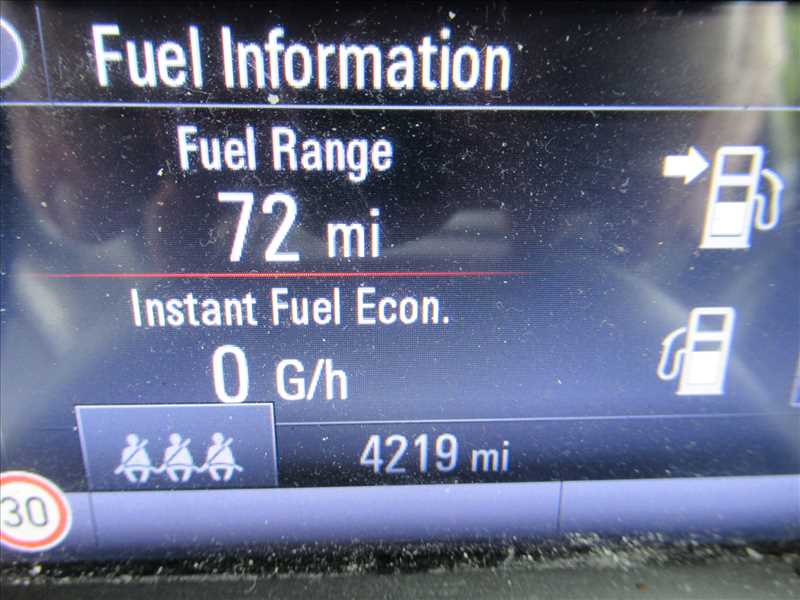 Fuel Information
Fuel Range
72 mi
Instant Fuel Econ.
0 G/h
4219 mi
30